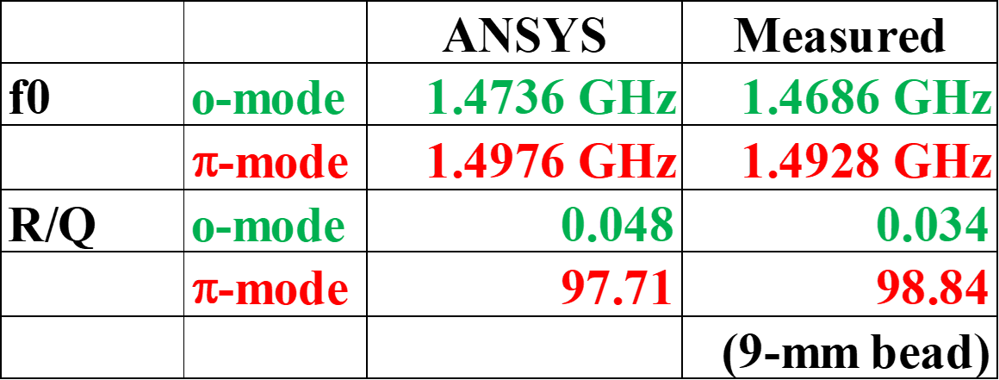 ANSYS Measured
f0 o-mode 1.4736 GHz 1.4686 GHz
π-mode 1.4976 GHz 1.4928 GHz
R/Q o-mode 0.048 0.034
π-mode 97.71 98.84
(9-mm bead)